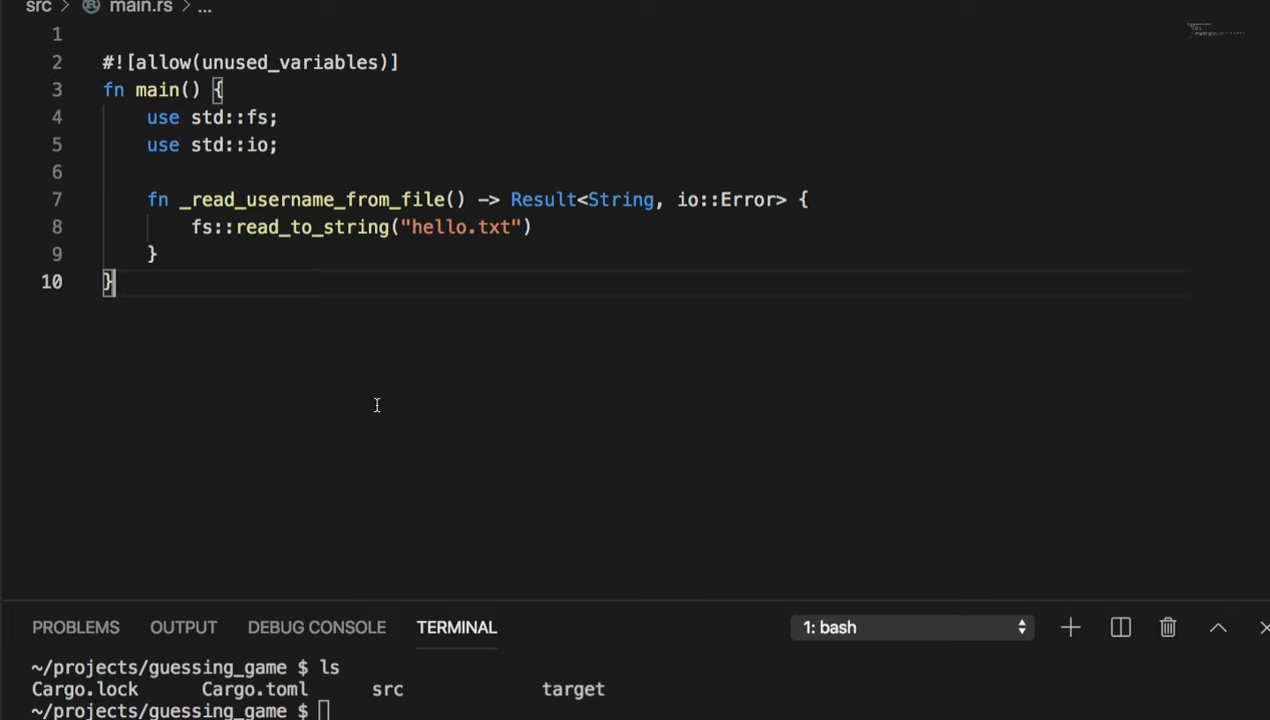 src > main.rs > ...
1
2 #![allow(unused_variables)]
3 fn main() {
4 use std::fs;
5 use std::io;
6
7 fn _read_username_from_file() -> Result<String, io::Error> {
8 fs::read_to_string("hello.txt")
9 }
10 }
PROBLEMS OUTPUT DEBUG CONSOLE TERMINAL 1: bash
~/projects/guessing_game $ ls
Cargo.lock Cargo.toml src target
~/projects/guessing_game $